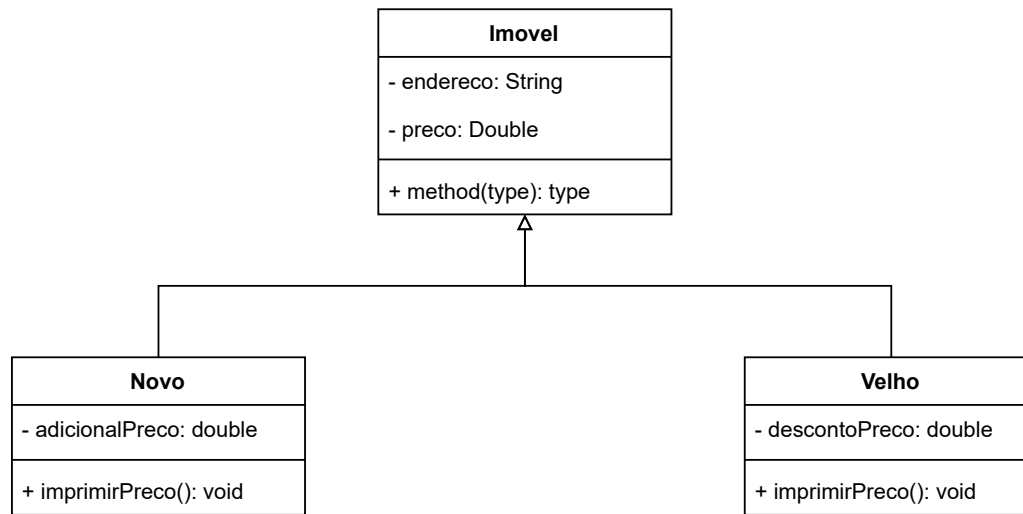 Imovel
- endereco: String
- preco: Double
+ method(type): type
Novo
- adicionalPreco: double
+ imprimirPreco(): void
Velho
- descontoPreco: double
+ imprimirPreco(): void